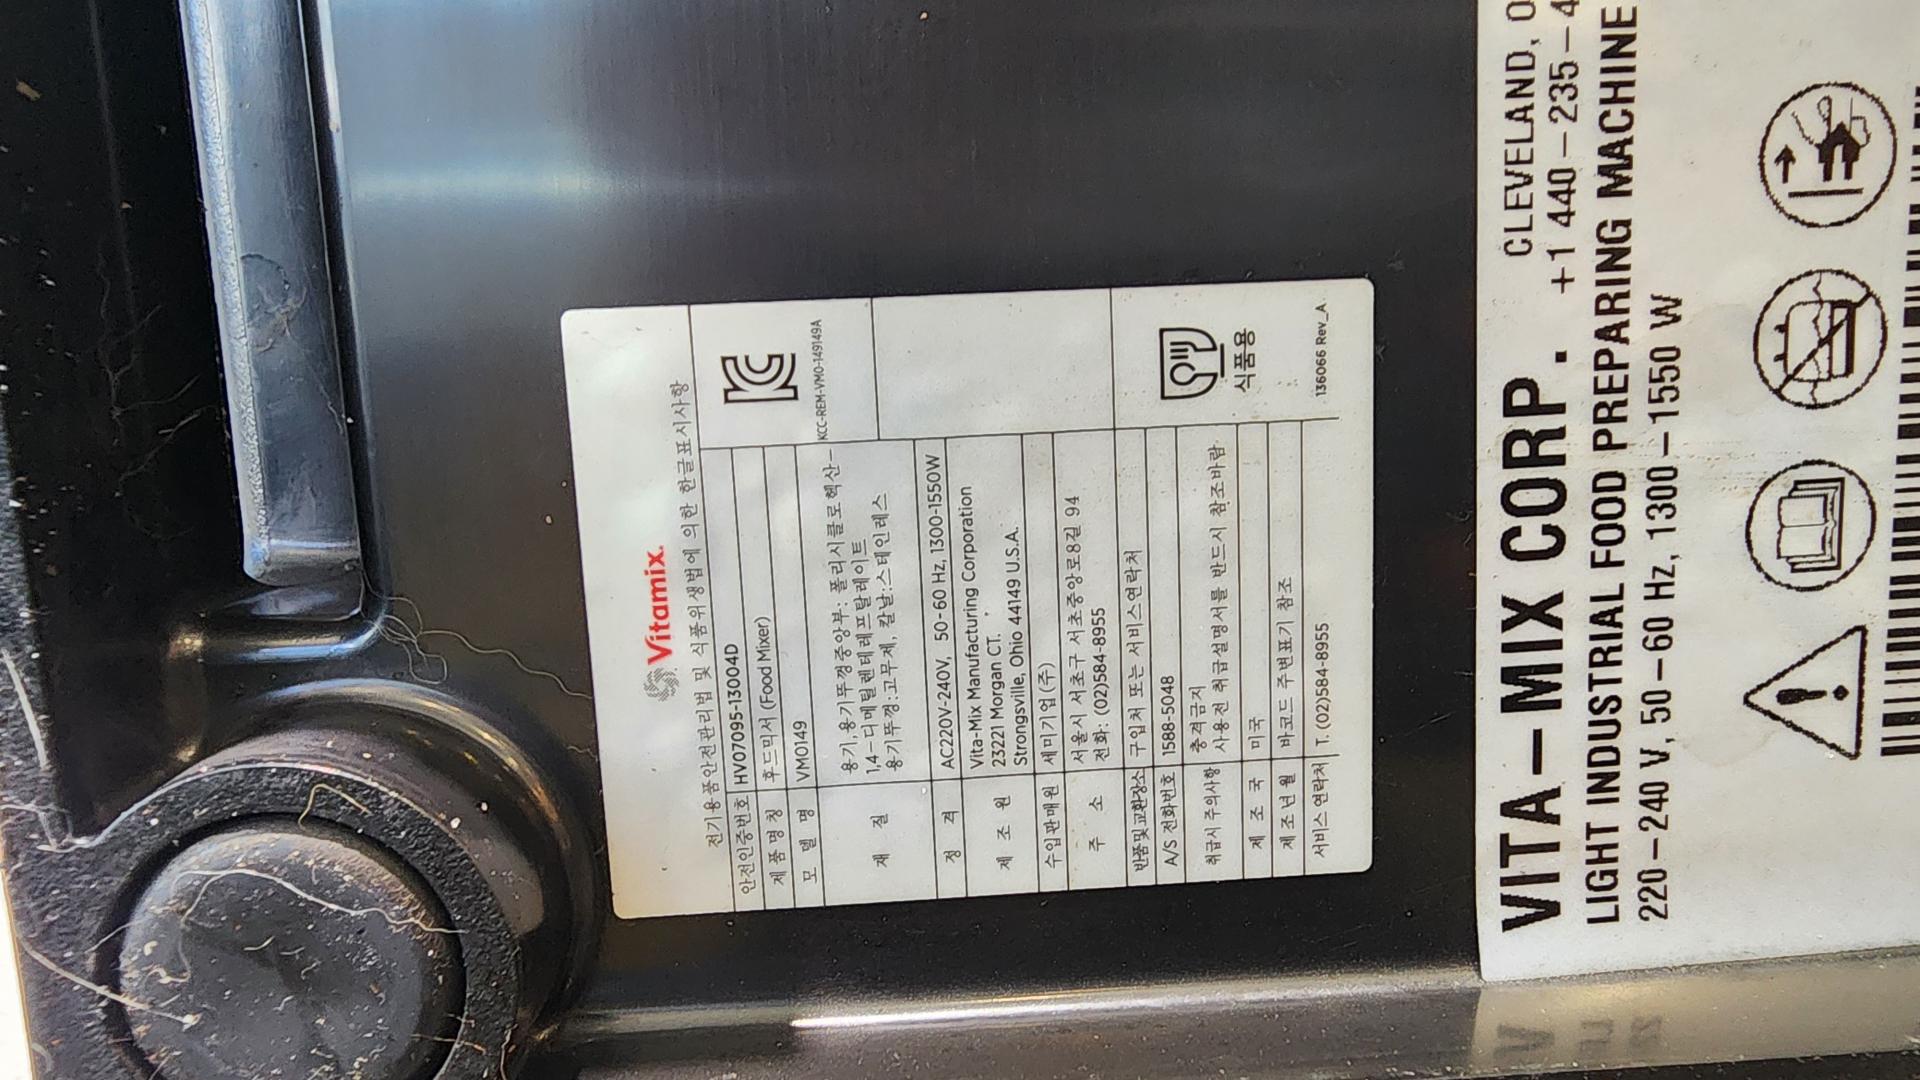 Vitamix.
전기용품안전관리법 및 식품위생법에 의한 한글표시사항
안전인증번호 HV07095-13004D
제 품 명 칭 후드믹서 (Food Mixer)
모 델 명 VM0149
KCC-REM-VM0-149149A
재 질
용기,용기뚜껑중앙부: 폴리시클로헥산-
1,4-디메틸렌테레프탈레이트
용기뚜껑:고무제, 칼날:스테인레스
정 격 AC220V-240V, 50-60 Hz, 1300-1550W
제 조 원
Vita-Mix Manufacturing Corporation
23221 Morgan CT.
Strongsville, Ohio 44149 U.S.A.
수입판매원 세미기업(주)
주 소
서울시 서초구 서초중앙로8길 94
전화: (02)584-8955
반품및교환장소 구입처 또는 서비스연락처
A/S 전화번호 1588-5048
취급시주의사항
충격금지
사용전 취급설명서를 반드시 참조바람
제 조 국 미국
제조년월 바코드 주변표기 참조
서비스 연락처 T. (02)584-8955
식품용
136066 Rev_A
VITA-MIX CORP.
CLEVELAND, O
+1 440-235-4
LIGHT INDUSTRIAL FOOD PREPARING MACHINE
220-240 V, 50-60 Hz, 1300-1550 W